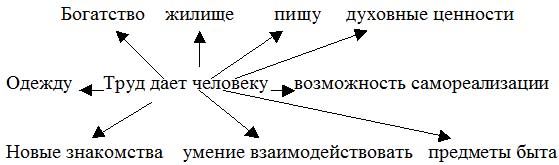 Богатство жилище пищу духовные ценности
Одежду Труд дает человеку возможность самореализации
Новые знакомства умение взаимодействовать предметы быта